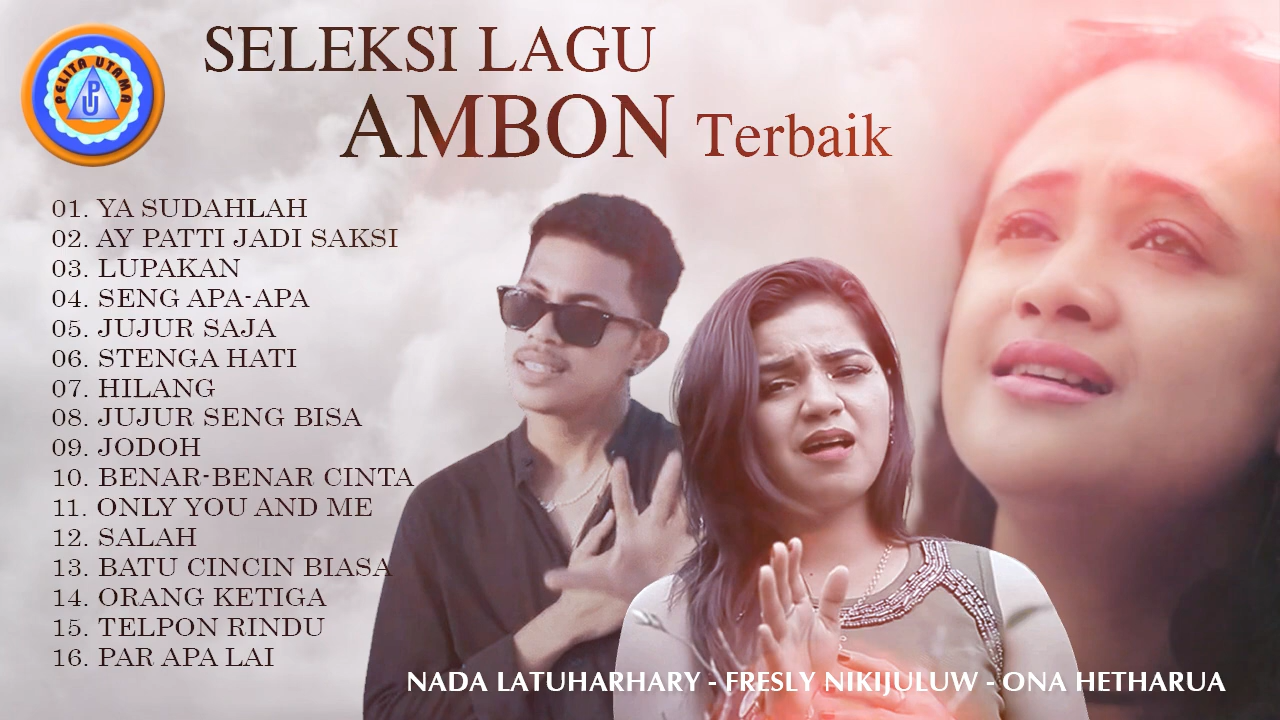 PELITA UTAMA
PU
SELEKSI LAGU
AMBON Terbaik
01. YA SUDAHLAH
02. AY PATTI JADI SAKSI
03. LUPAKAN
04. SENG APA-APA
05. JUJUR SAJA
06. STENGA HATI
07. HILANG
08. JUJUR SENG BISA
09. JODOH
10. BENAR-BENAR CINTA
11. ONLY YOU AND ME
12. SALAH
13. BATU CINCIN BIASA
14. ORANG KETIGA
15. TELPON RINDU
16. PAR APA LAI
NADA LATUHARHARY - FRESLY NIKIJULUW - ONA HETHARUA